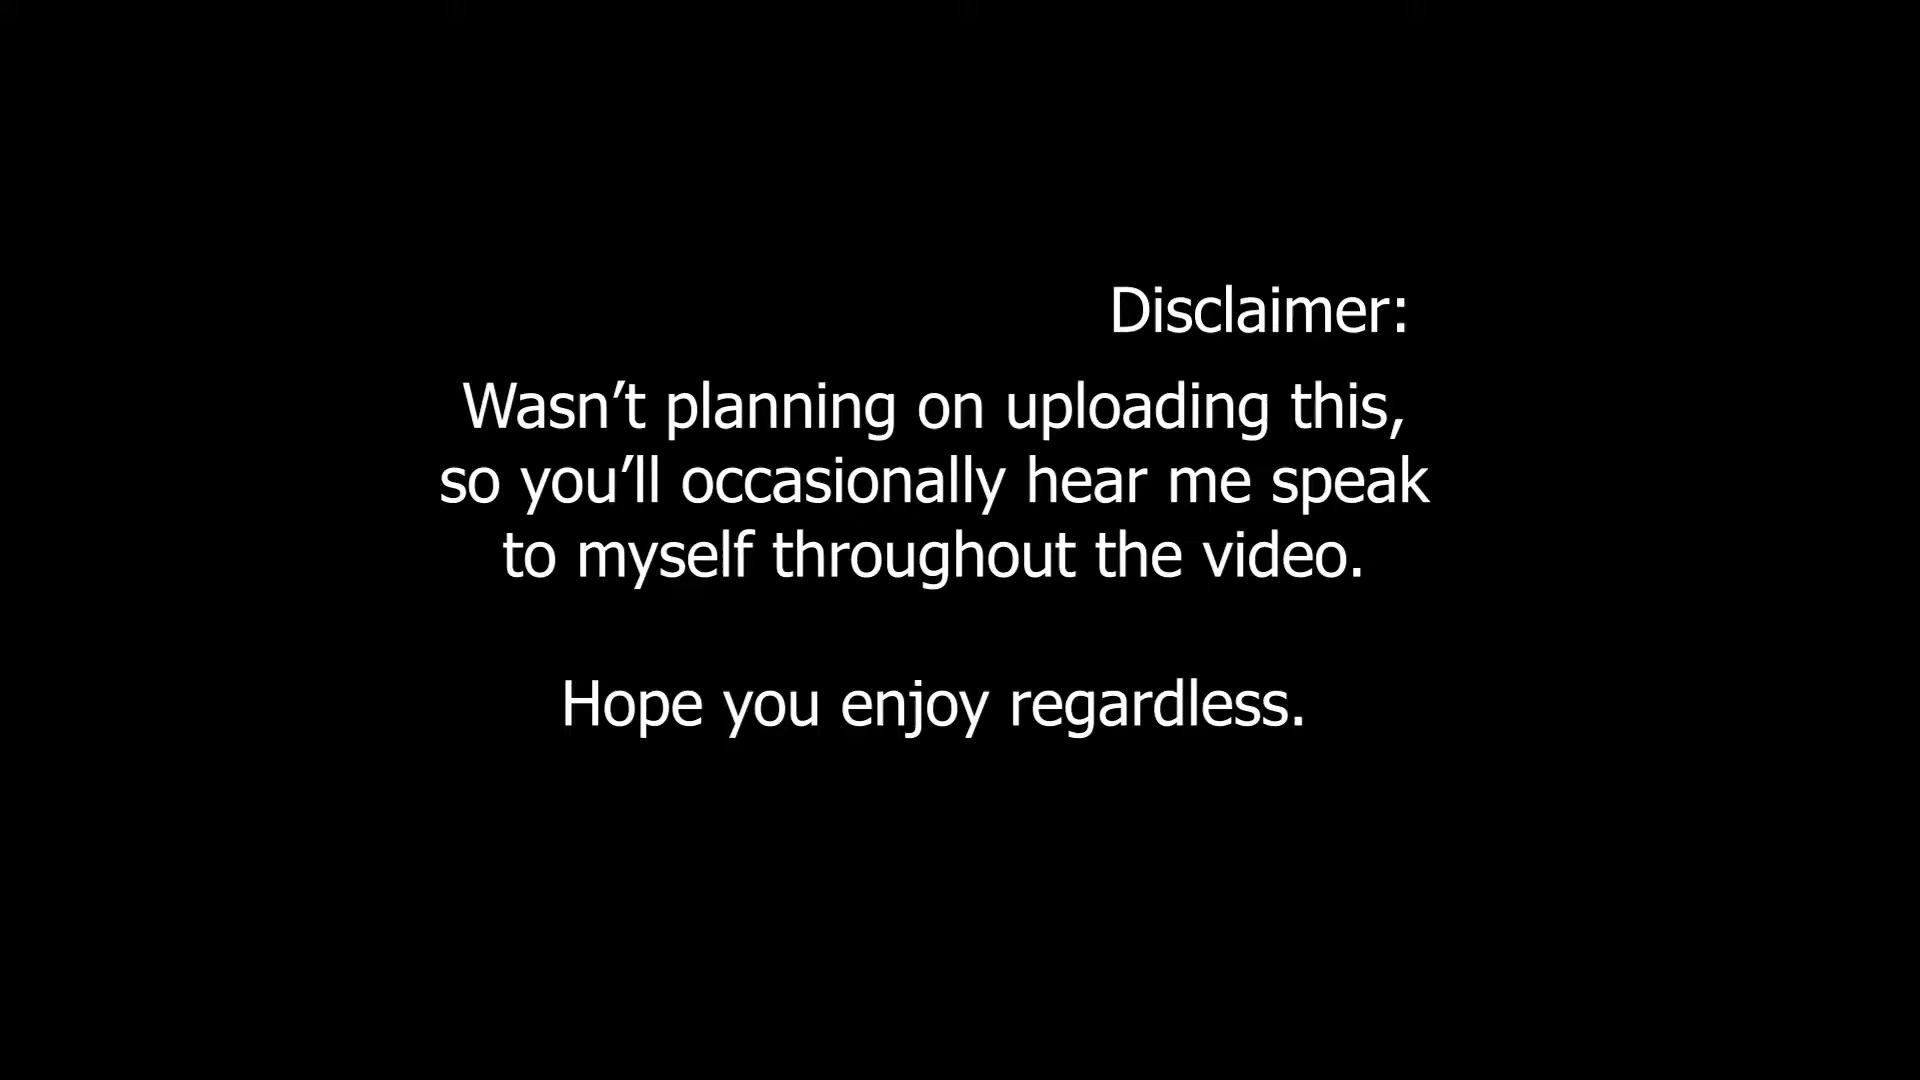 Disclaimer:
Wasn’t planning on uploading this,
so you’ll occasionally hear me speak
to myself throughout the video.
Hope you enjoy regardless.